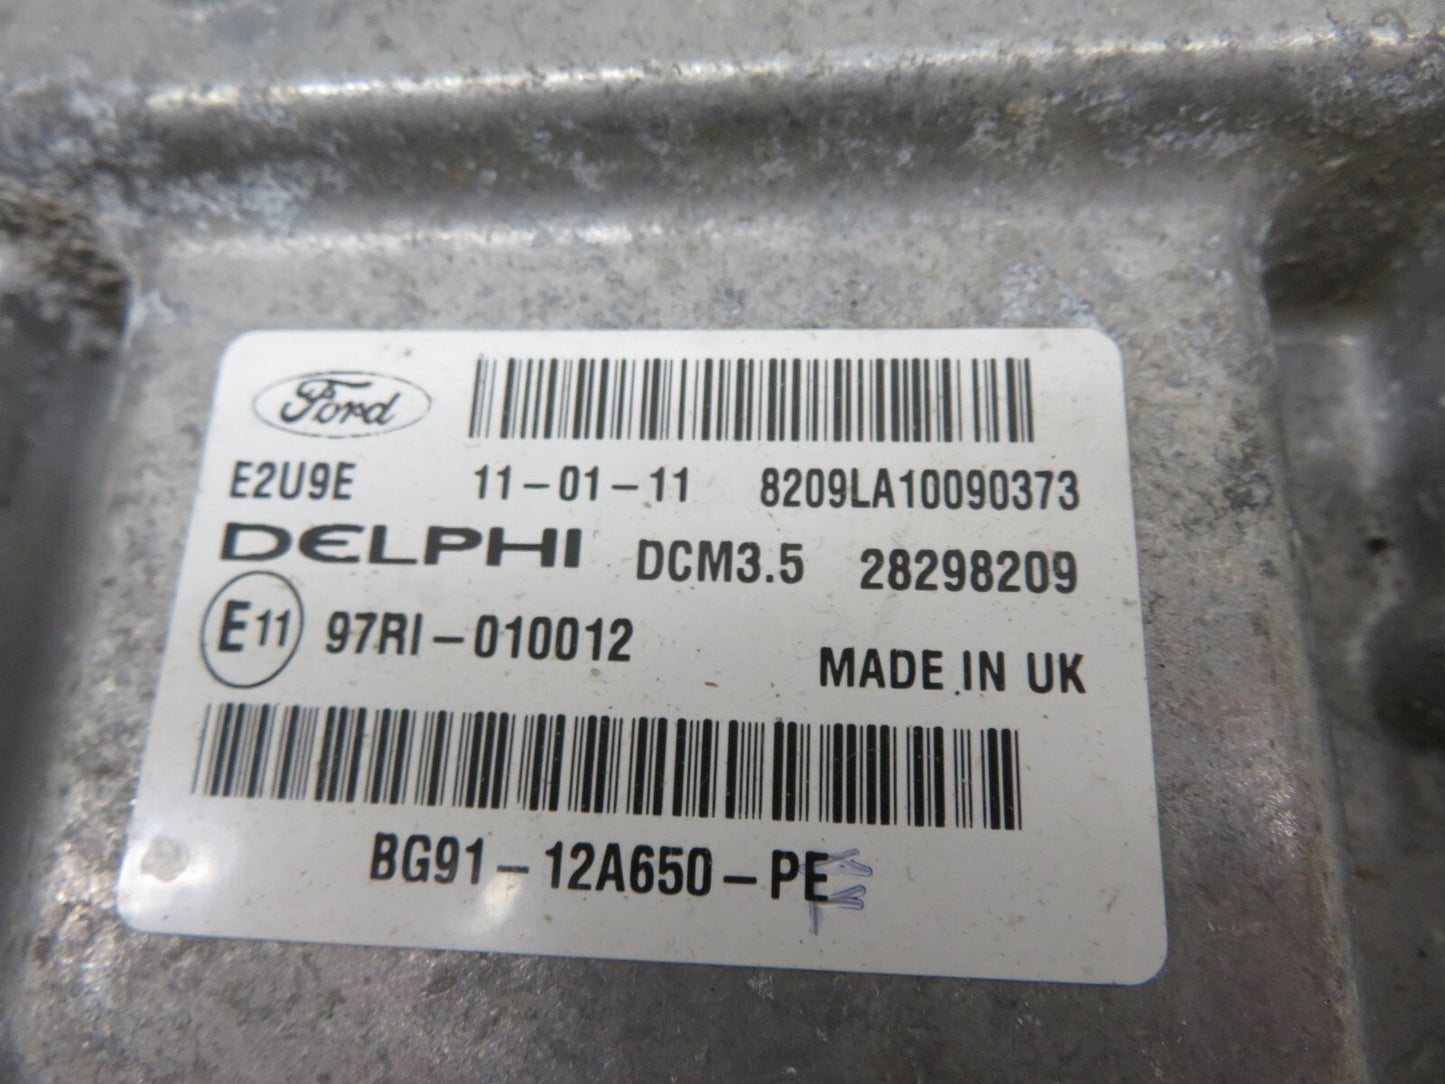 Ford
E2U9E 11-01-11 8209LA10090373
DELPHI DCM3.5 28298209
E11 97RI-010012
MADE IN UK
BG91-12A650-PE